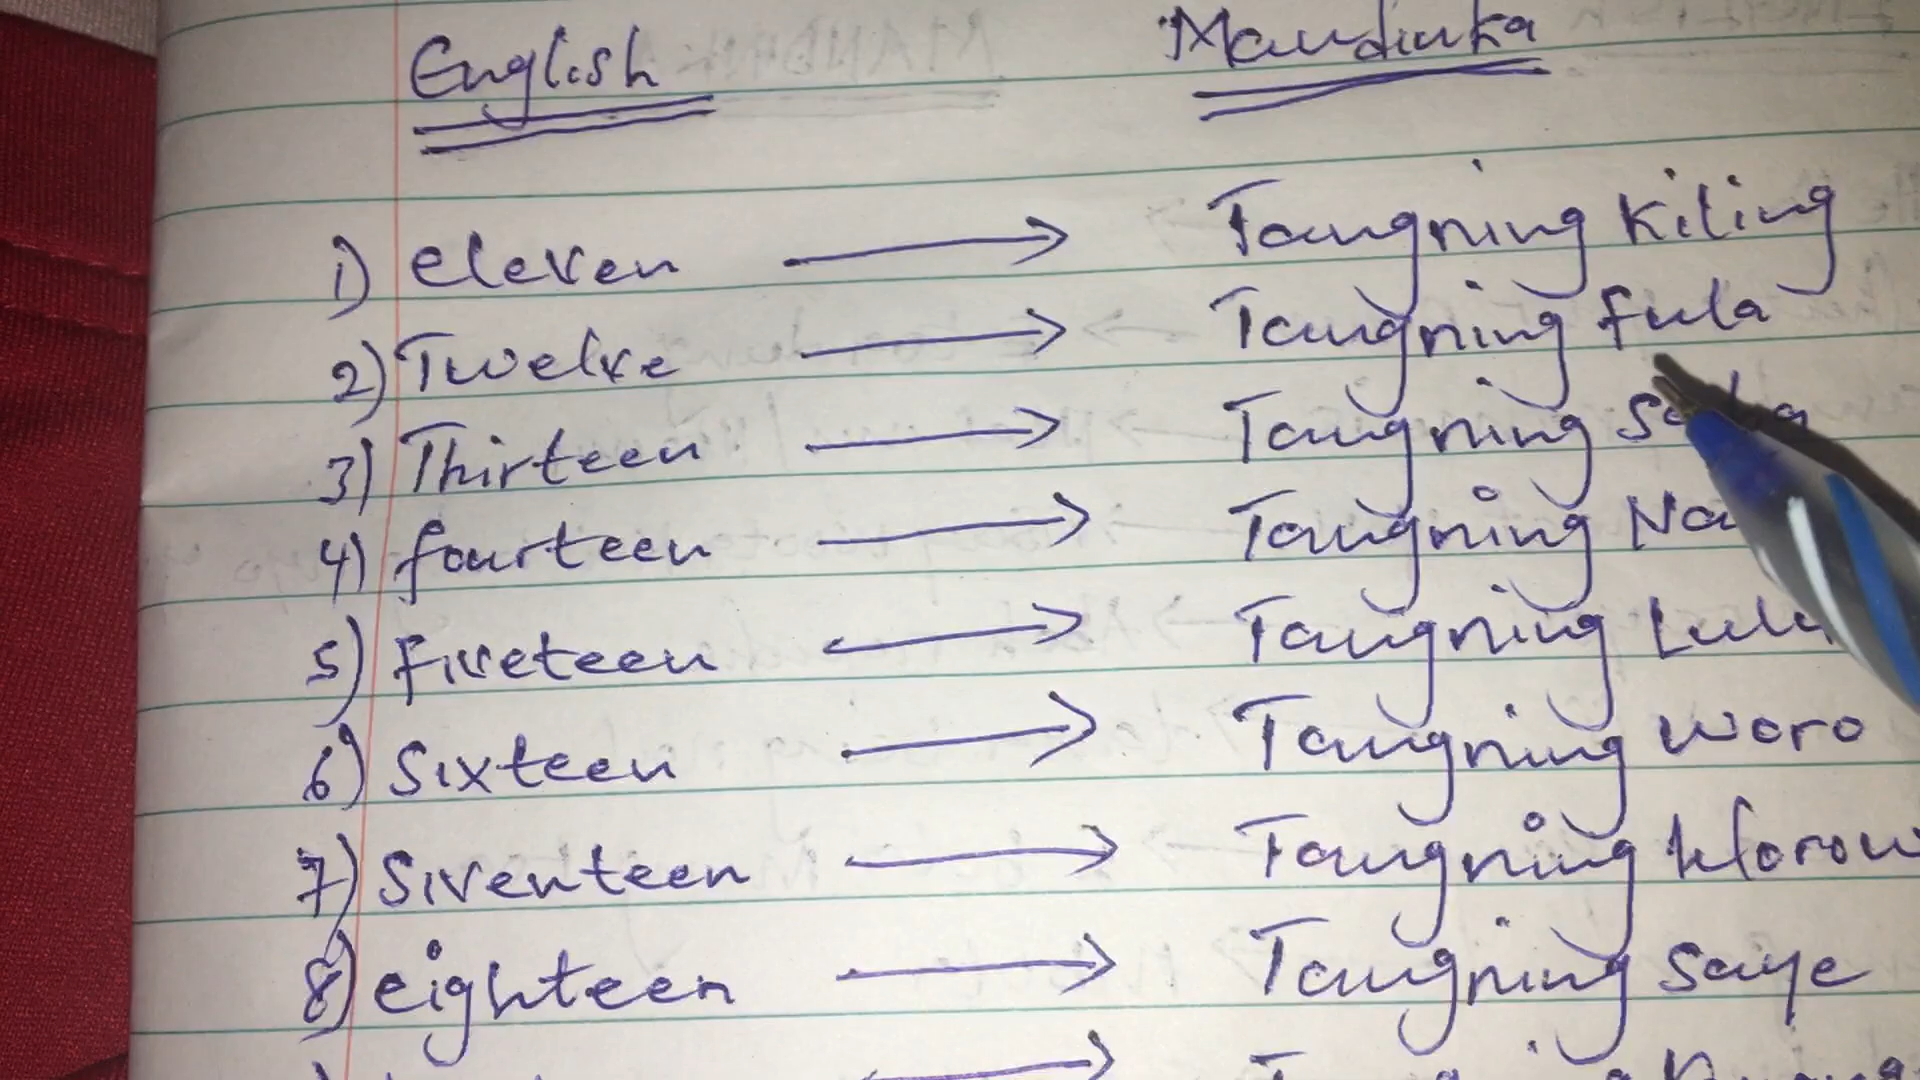 English Mandinka
1) eleven → Taugning Kiling
2) Twelve → Taugning fula
3) Thirteen → Taugning
4) fourteen → Taugning
5) Fiveteen → Taugning
6) Sixteen → Taugning woro
7) Siventeen → Taugning
8) eighteen → Taugning Saye